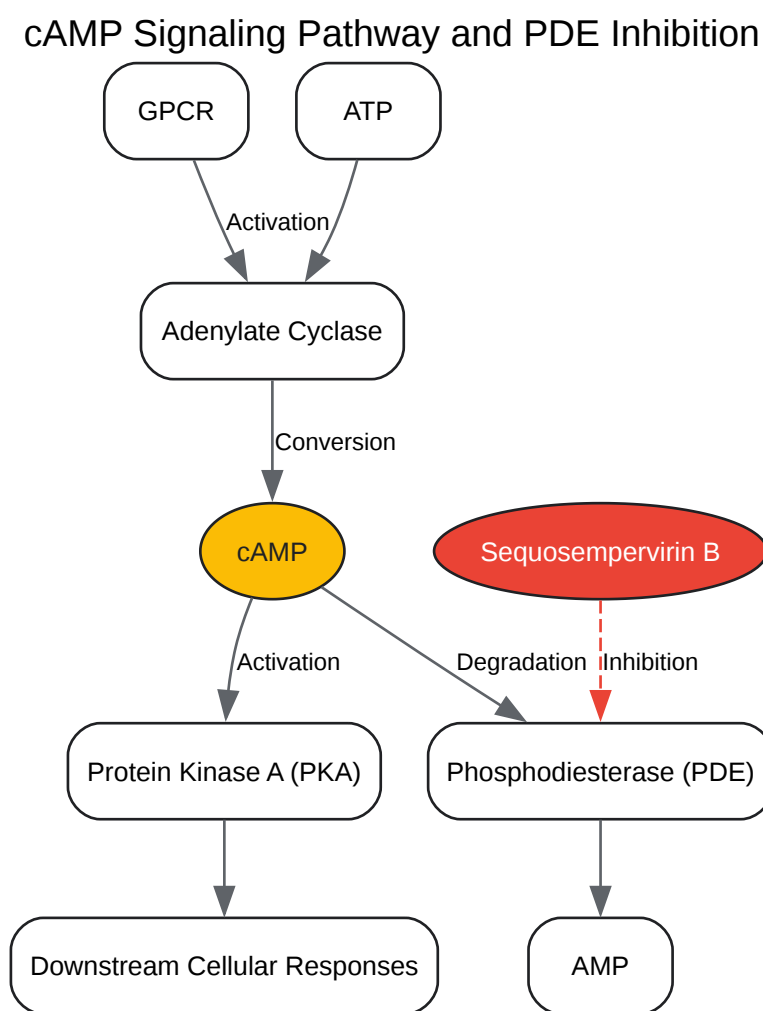 cAMP Signaling Pathway and PDE Inhibition
GPCR
ATP
Activation
Adenylate Cyclase
Conversion
cAMP
Sequosempervirin B
Activation
Degradation
Inhibition
Protein Kinase A (PKA)
Phosphodiesterase (PDE)
Downstream Cellular Responses
AMP